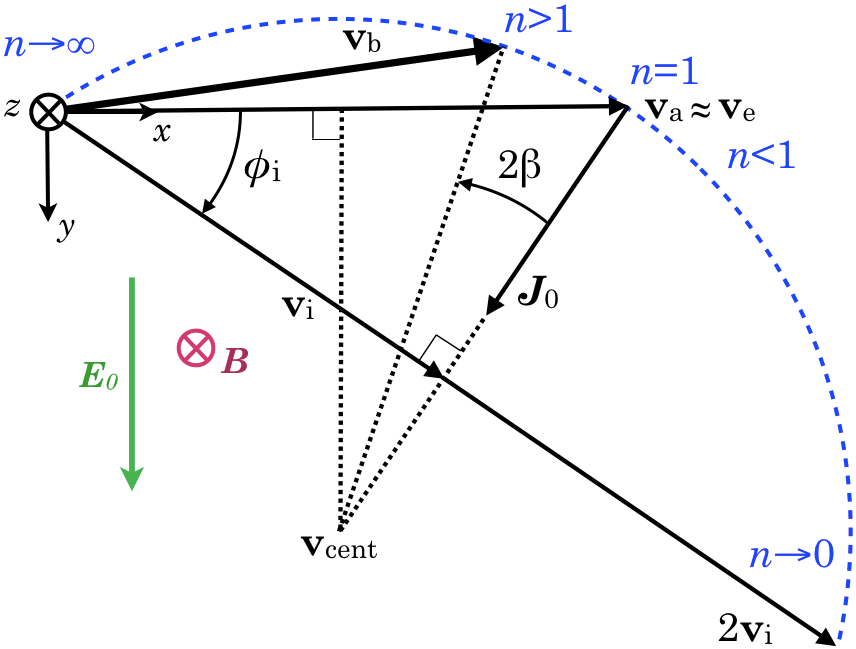 n>1
n→∞
v_b
n=1
z
x
v_a ≈ v_e
n<1
ϕ_i
2β
y
J_0
v_i
B
E_0
v_cent
n→0
2v_i